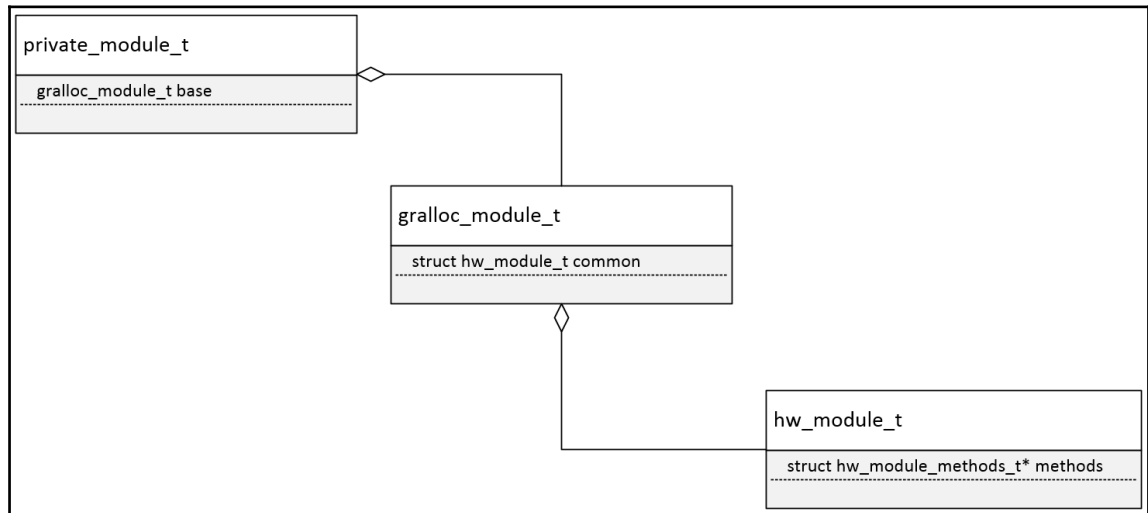 private_module_t
gralloc_module_t base
gralloc_module_t
struct hw_module_t common
hw_module_t
struct hw_module_methods_t* methods